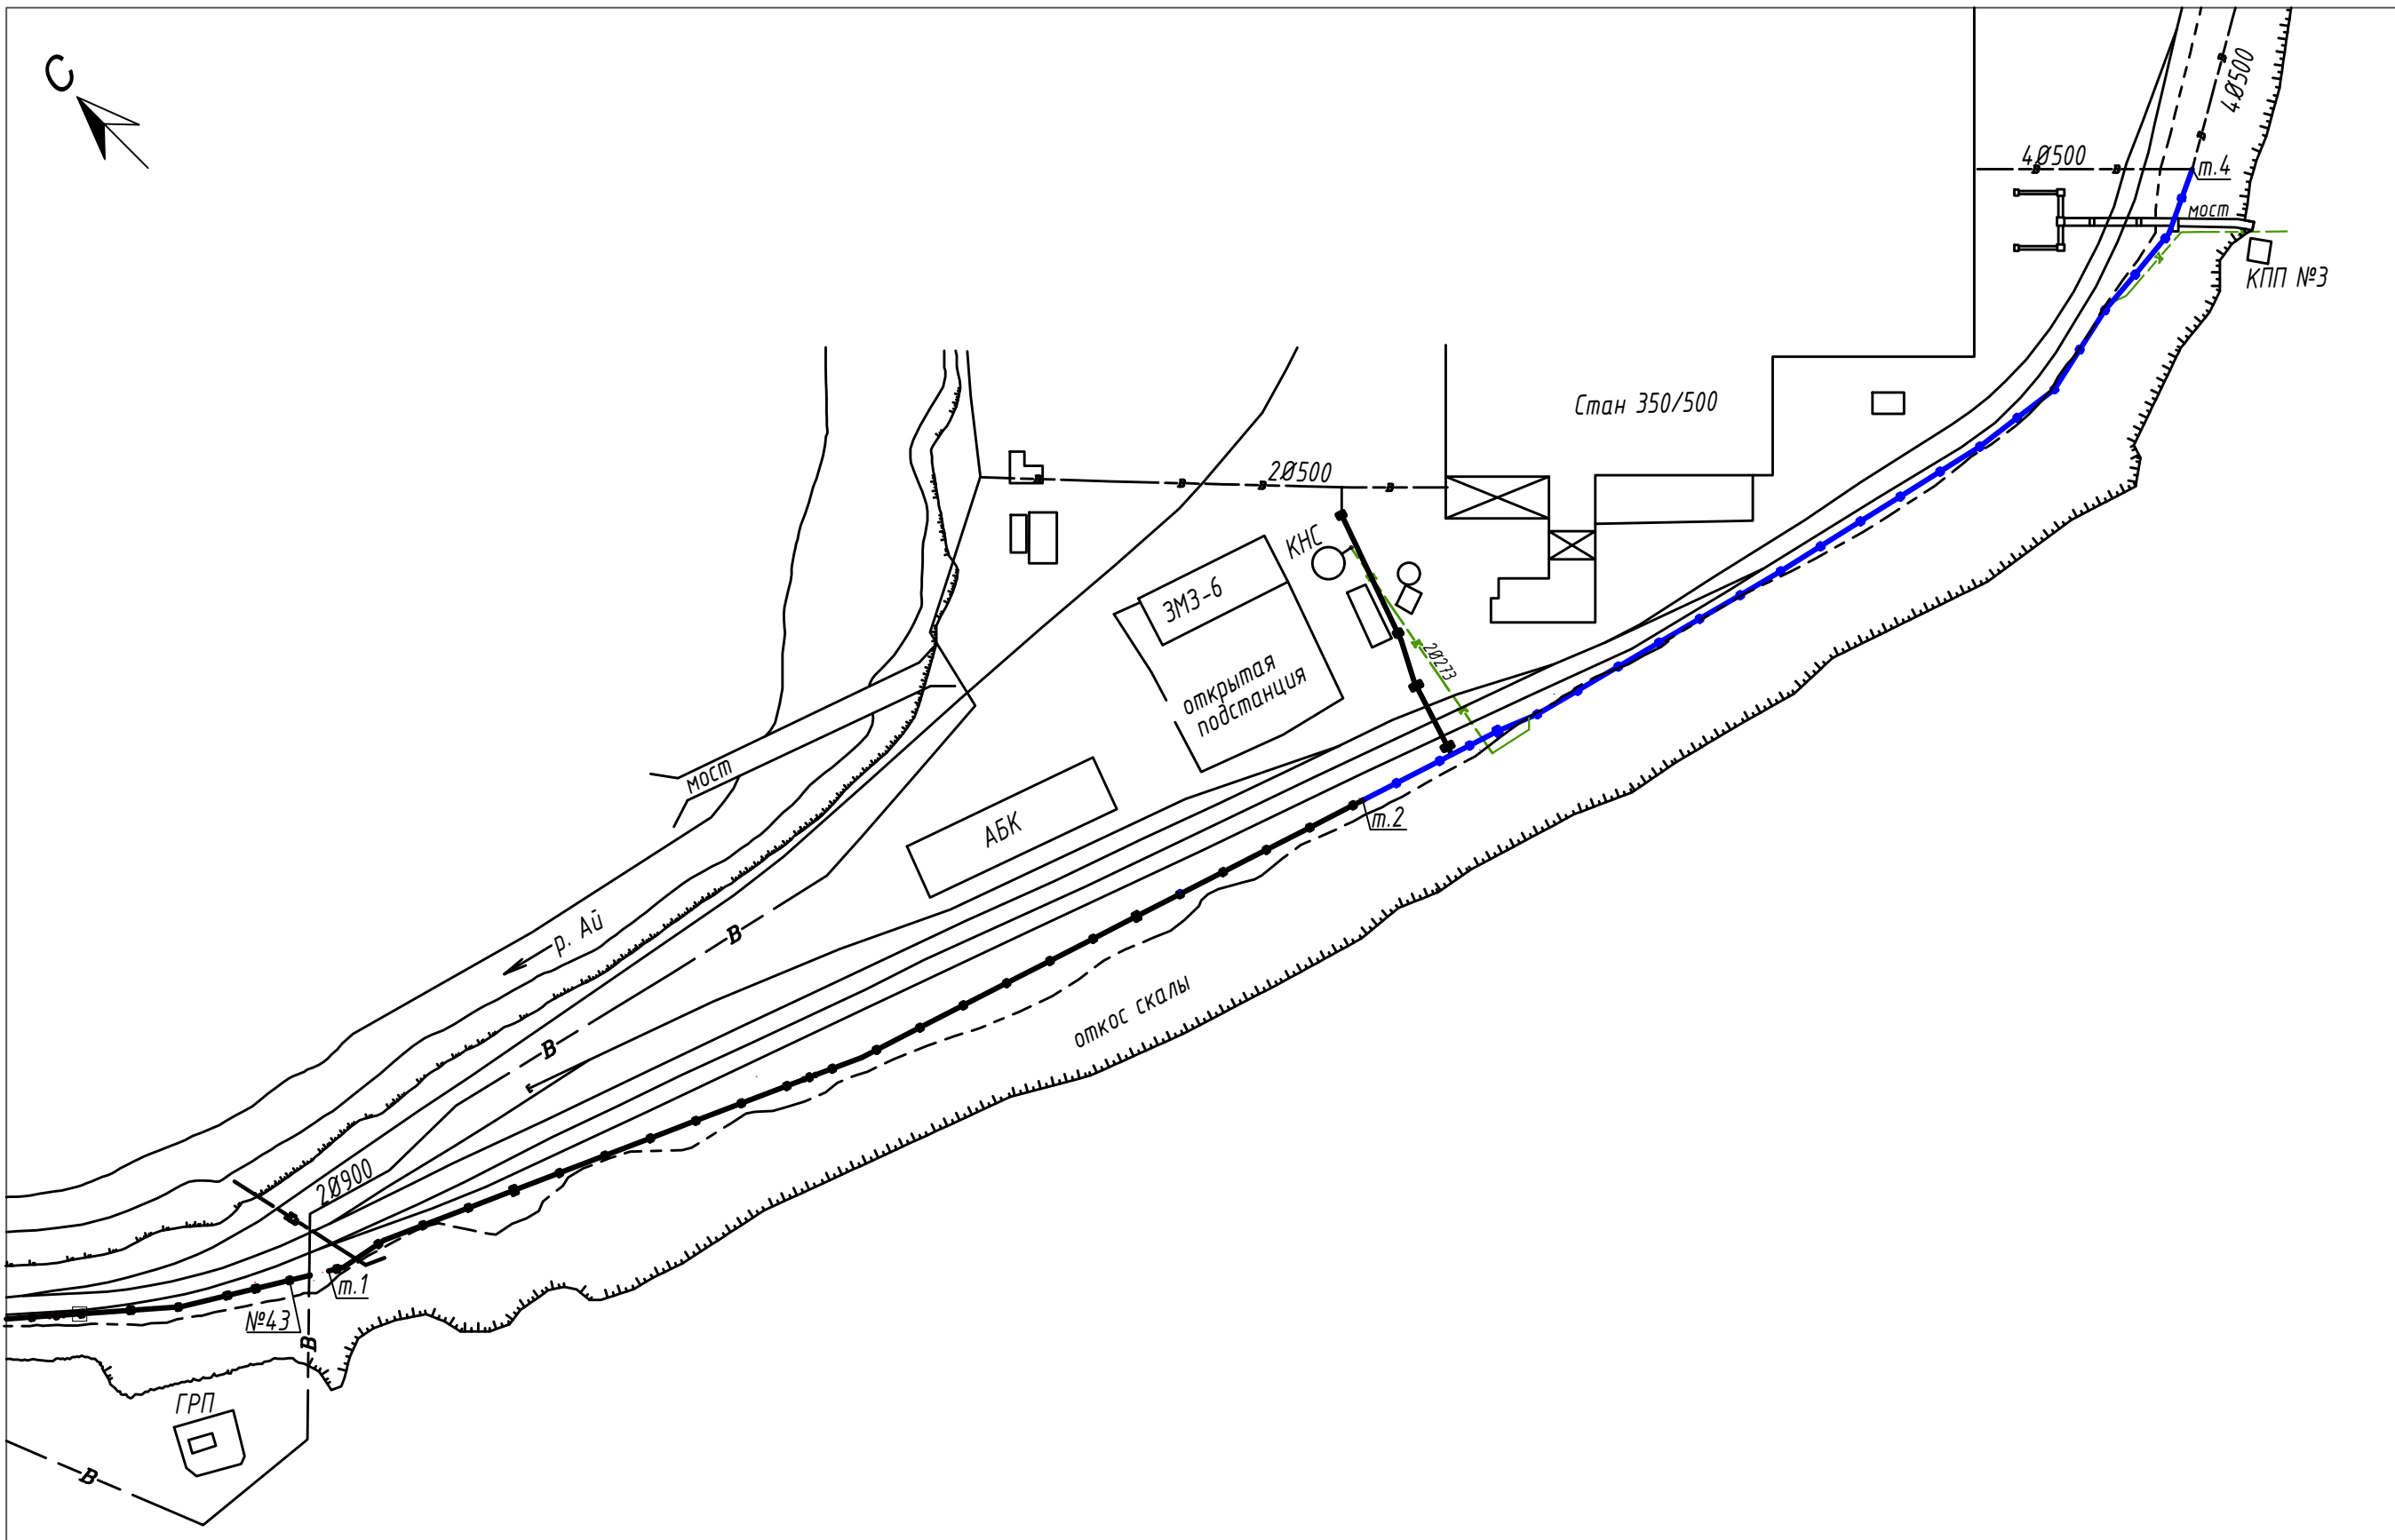 С
4Ø500
4Ø500
т.4
мост
КПП №3
Стан 350/500
2Ø500
КНС
ЗМЗ-6
2Ø273
открытая
подстанция
мост
АБК
т.2
р. Ай
В
В
откос скалы
2Ø900
В
т.1
№43
В
ГРП
В